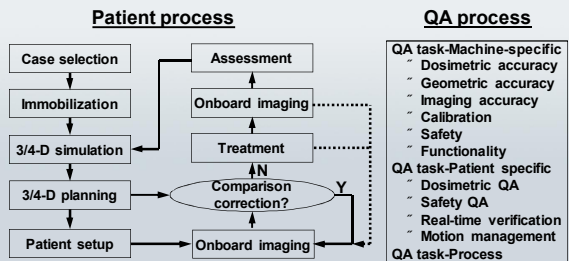 Patient process
Case selection
Immobilization
3/4-D simulation
3/4-D planning
Patient setup
Assessment
Onboard imaging
Treatment
N
Comparison
correction?
Y
Onboard imaging
QA process
QA task-Machine-specific
˝ Dosimetric accuracy
˝ Geometric accuracy
˝ Imaging accuracy
˝ Calibration
˝ Safety
˝ Functionality
QA task-Patient specific
˝ Dosimetric QA
˝ Safety QA
˝ Real-time verification
˝ Motion management
QA task-Process